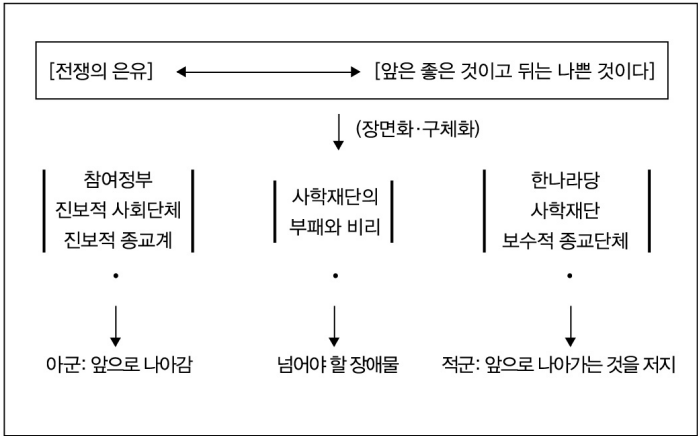 [전쟁의 은유] [앞은 좋은 것이고 뒤는 나쁜 것이다]
(장면화·구체화)
참여정부
진보적 사회단체
진보적 종교계
사학재단의
부패와 비리
한나라당
사학재단
보수적 종교단체
아군: 앞으로 나아감
넘어야 할 장애물
적군: 앞으로 나아가는 것을 저지